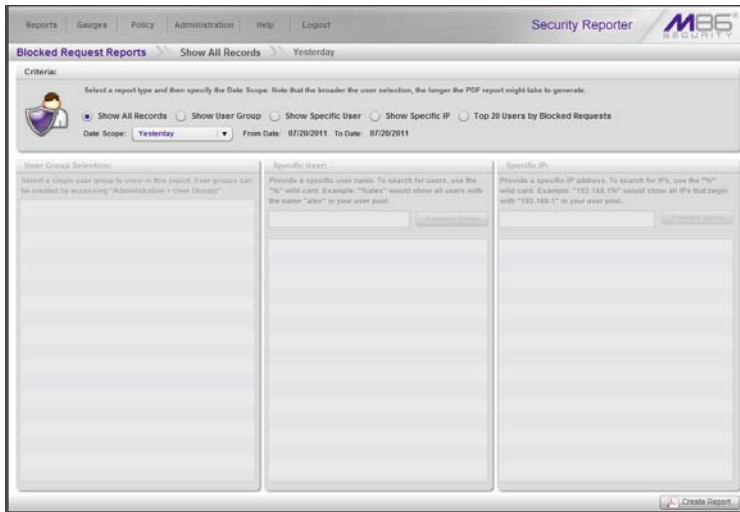 Reports Gauges Policy Administration Help Logout
Security Reporter
M86
SECURITY
Blocked Request Reports Show All Records Yesterday
Criteria:
Select a report type and then specify the Date Scope. Note that the broader the user selection, the longer the PDF report might take to generate.
Show All Records Show User Group Show Specific User Show Specific IP Top 20 Users by Blocked Requests
Date Scope: Yesterday From Date: 07/20/2011 To Date: 07/20/2011
User Group Selection:
Select a single user group to view in this report. User groups can
be created by accessing "Administration > User Groups"
Specific User:
Provide a specific user name. To search for users, use the
"%" wild card. Example: "%alex" would show all users with
the name "alex" in your user pool.
Preview Users
Specific IP:
Provide a specific IP address. To search for IPs, use the "%"
wild card. Example: "192.168.1%" would show all IPs that begin
with "192.168.1" in your user pool.
Preview Users
Create Report